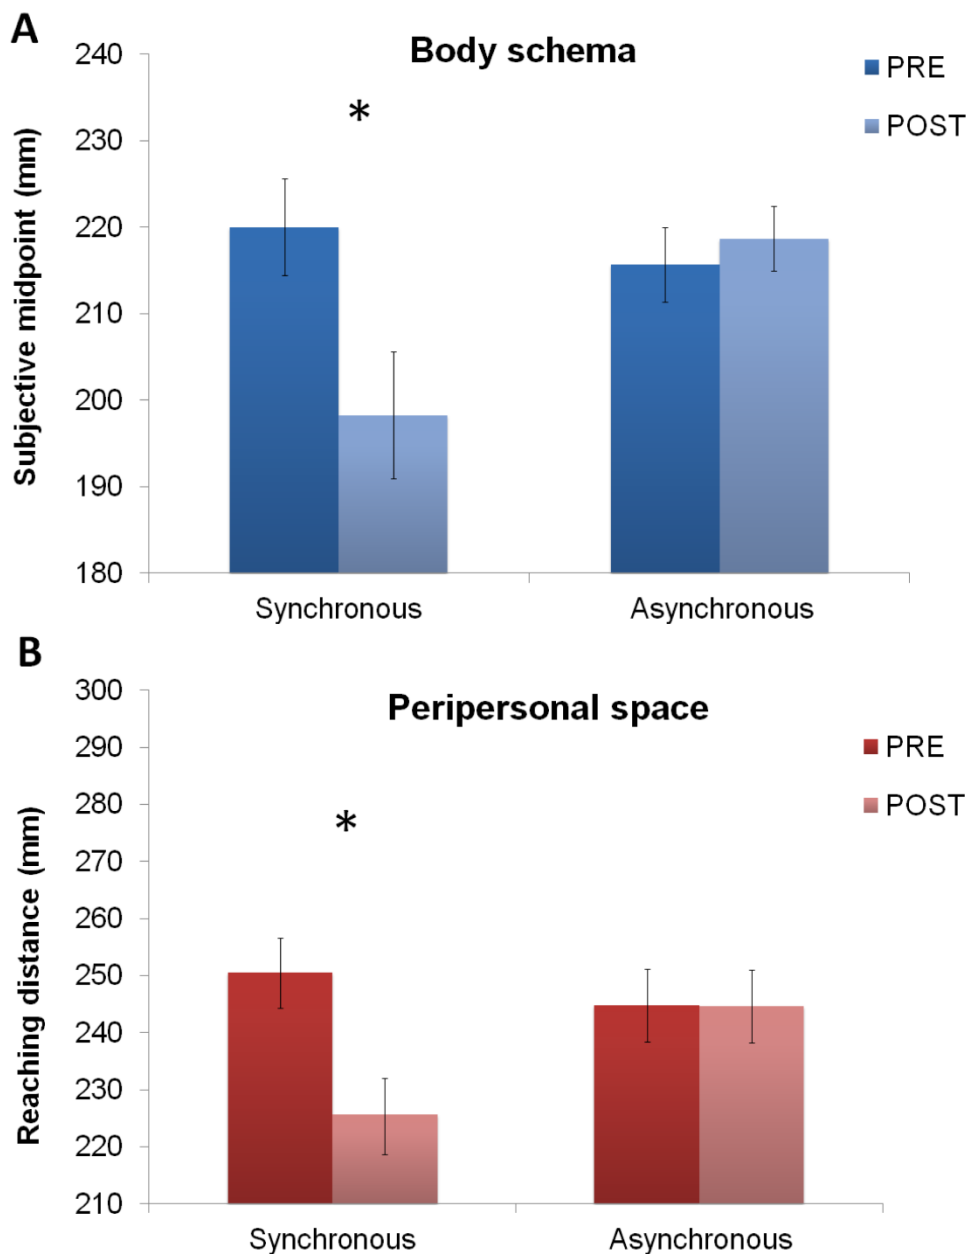 A
Body schema
PRE
POST
*
Subjective midpoint (mm)
240
230
220
210
200
190
180
Synchronous Asynchronous
B
Peripersonal space
PRE
POST
*
Reaching distance (mm)
300
290
280
270
260
250
240
230
220
210
Synchronous Asynchronous